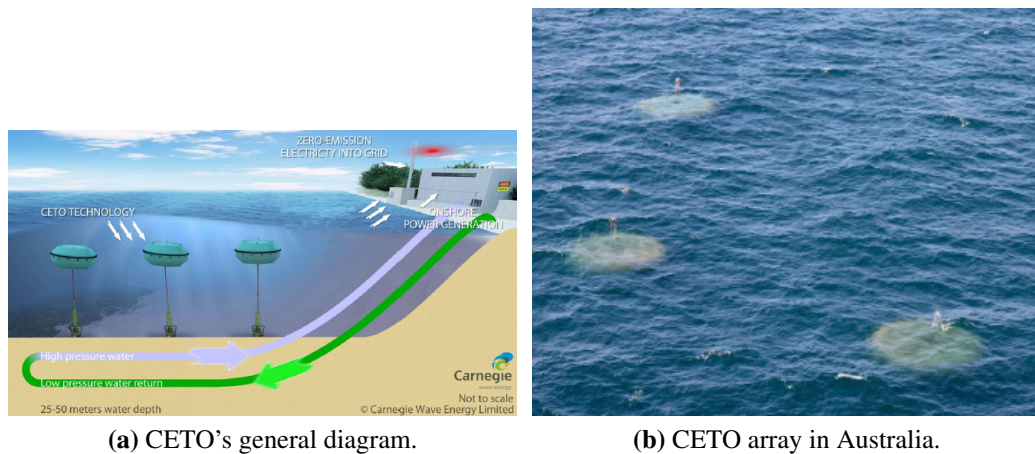 ZERO-EMISSION
ELECTRICTY INTO GRID
CETO TECHNOLOGY
ONSHORE
POWER GENERATION
High pressure water
Low pressure water return
Carnegie
wave energy
Not to scale
25-50 meters water depth
© Carnegie Wave Energy Limited
(a) CETO's general diagram.
(b) CETO array in Australia.